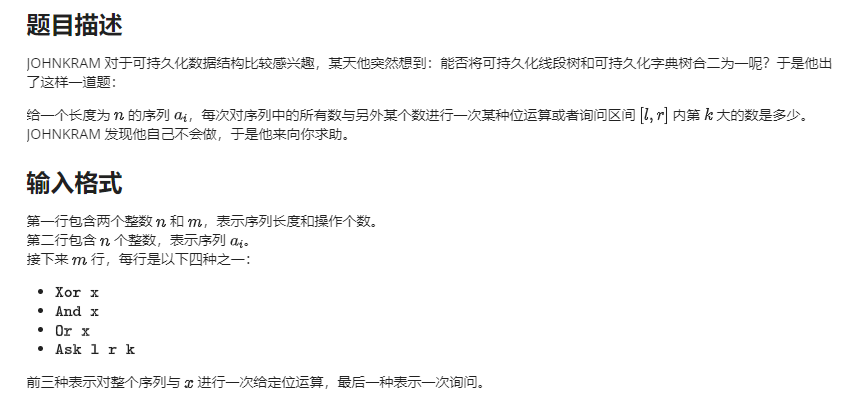 题目描述
JOHNKRAM 对于可持久化数据结构比较感兴趣，某天他突然想到：能否将可持久化线段树和可持久化字典树合二为一呢？于是他出
了这样一道题：
给一个长度为 n 的序列 a_i，每次对序列中的所有数与另外某个数进行一次某种位运算或者询问区间 [l, r] 内第 k 大的数是多少。
JOHNKRAM 发现他自己不会做，于是他来向你求助。
输入格式
第一行包含两个整数 n 和 m，表示序列长度和操作个数。
第二行包含 n 个整数，表示序列 a_i。
接下来 m 行，每行是以下四种之一：
• Xor x
• And x
• Or x
• Ask l r k
前三种表示对整个序列与 x 进行一次给定位运算，最后一种表示一次询问。